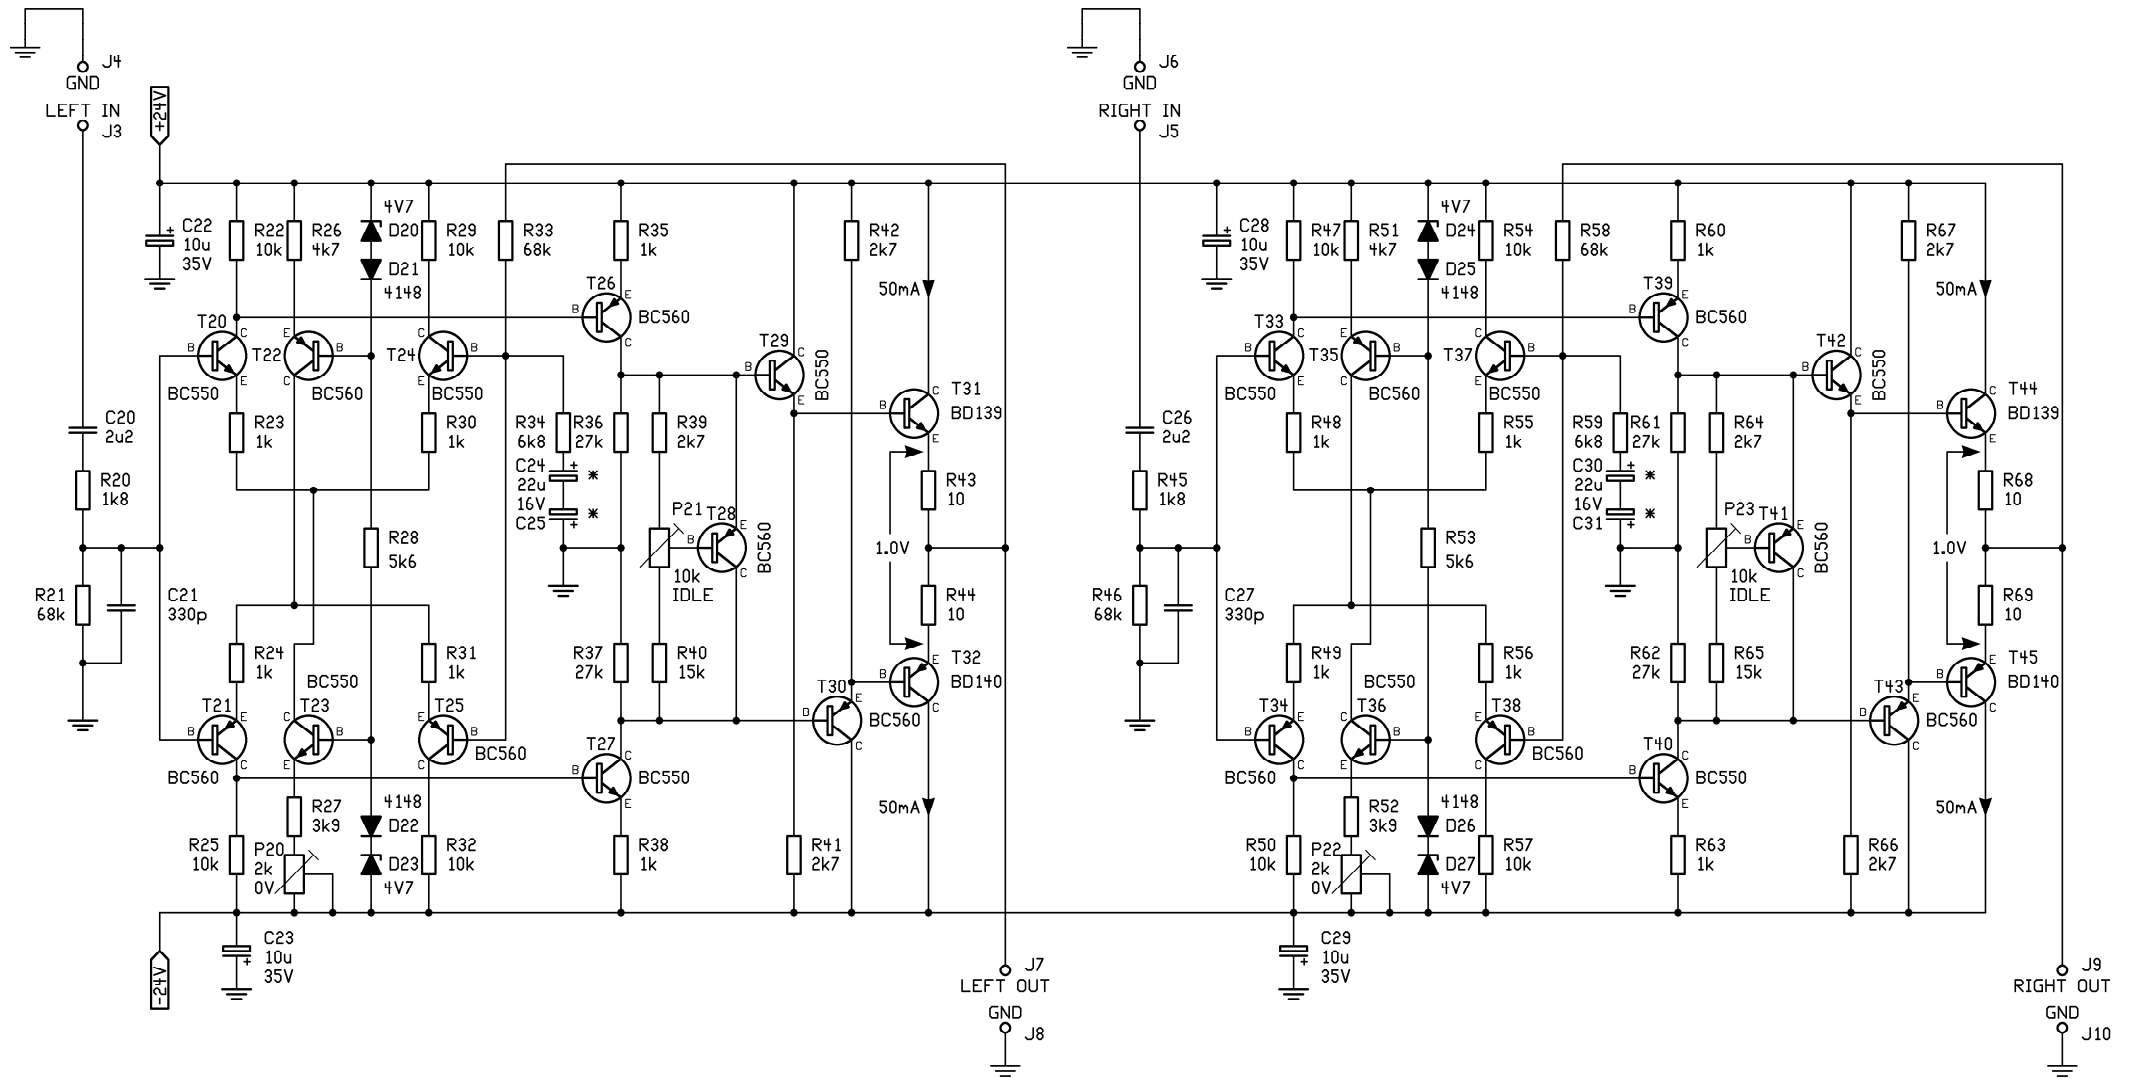 J4
GND
LEFT IN
J3
+24V
J6
GND
RIGHT IN
J5
C22
10u
35V
R22
10k
R26
4k7
4V7
D20
D21
4148
R29
10k
R33
68k
R35
1k
R42
2k7
50mA
T26
BC560
B
E
C
T20
BC550
B
C
E
T22
BC560
E
B
C
T24
BC550
C
B
E
T29
BC550
B
C
E
T31
BD139
B
C
E
C20
2u2
R20
1k8
R21
68k
C21
330p
R23
1k
R30
1k
R34
6k8
R36
27k
C24
22u
16V
C25
*
*
R39
2k7
P21
10k
IDLE
T28
BC560
B
E
C
R28
5k6
R43
10
1.0V
R44
10
R24
1k
R31
1k
R37
27k
R40
15k
T21
BC560
B
E
C
BC550
T23
C
B
E
T25
BC560
E
B
C
T30
BC560
B
E
C
T32
BD140
B
E
C
T27
BC550
B
C
E
50mA
R25
10k
R27
3k9
P20
2k
0V
4148
D22
D23
4V7
R32
10k
R38
1k
R41
2k7
C23
10u
35V
-24V
J7
LEFT OUT
GND
J8
C28
10u
35V
R47
10k
R51
4k7
4V7
D24
D25
4148
R54
10k
R58
68k
R60
1k
R67
2k7
50mA
T39
BC560
B
E
C
T33
BC550
B
C
E
T35
BC560
E
B
C
T37
BC550
C
B
E
T42
BC550
B
C
E
T44
BD139
B
C
E
C26
2u2
R45
1k8
R46
68k
C27
330p
R48
1k
R55
1k
R59
6k8
R61
27k
C30
22u
16V
C31
*
*
R64
2k7
P23
10k
IDLE
T41
BC560
B
E
C
R53
5k6
R68
10
1.0V
R69
10
R49
1k
R56
1k
R62
27k
R65
15k
T34
BC560
B
E
C
BC550
T36
C
B
E
T38
BC560
E
B
C
T43
BC560
B
E
C
T45
BD140
B
E
C
T40
BC550
B
C
E
50mA
R50
10k
R52
3k9
P22
2k
0V
4148
D26
D27
4V7
R57
10k
R63
1k
R66
2k7
C29
10u
35V
J9
RIGHT OUT
GND
J10